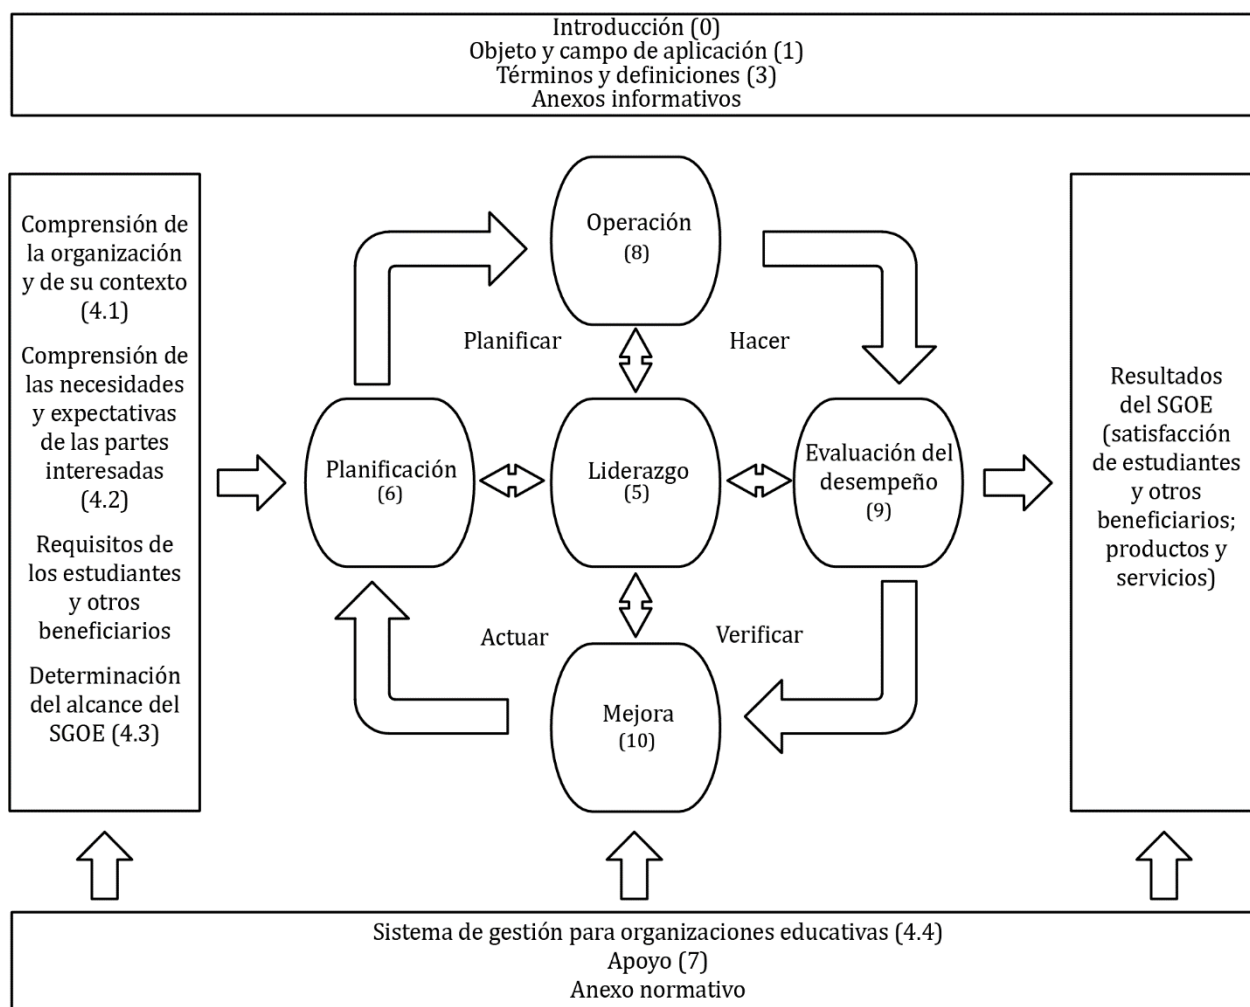 Introducción (0)
Objeto y campo de aplicación (1)
Términos y definiciones (3)
Anexos informativos
Comprensión de
la organización
y de su contexto
(4.1)
Comprensión de
las necesidades
y expectativas
de las partes
interesadas
(4.2)
Requisitos de
los estudiantes
y otros
beneficiarios
Determinación
del alcance del
SGOE (4.3)
Operación
(8)
Planificar
Hacer
Planificación
(6)
Liderazgo
(5)
Evaluación del
desempeño
(9)
Actuar
Verificar
Mejora
(10)
Resultados
del SGOE
(satisfacción
de estudiantes
y otros
beneficiarios;
productos y
servicios)
Sistema de gestión para organizaciones educativas (4.4)
Apoyo (7)
Anexo normativo